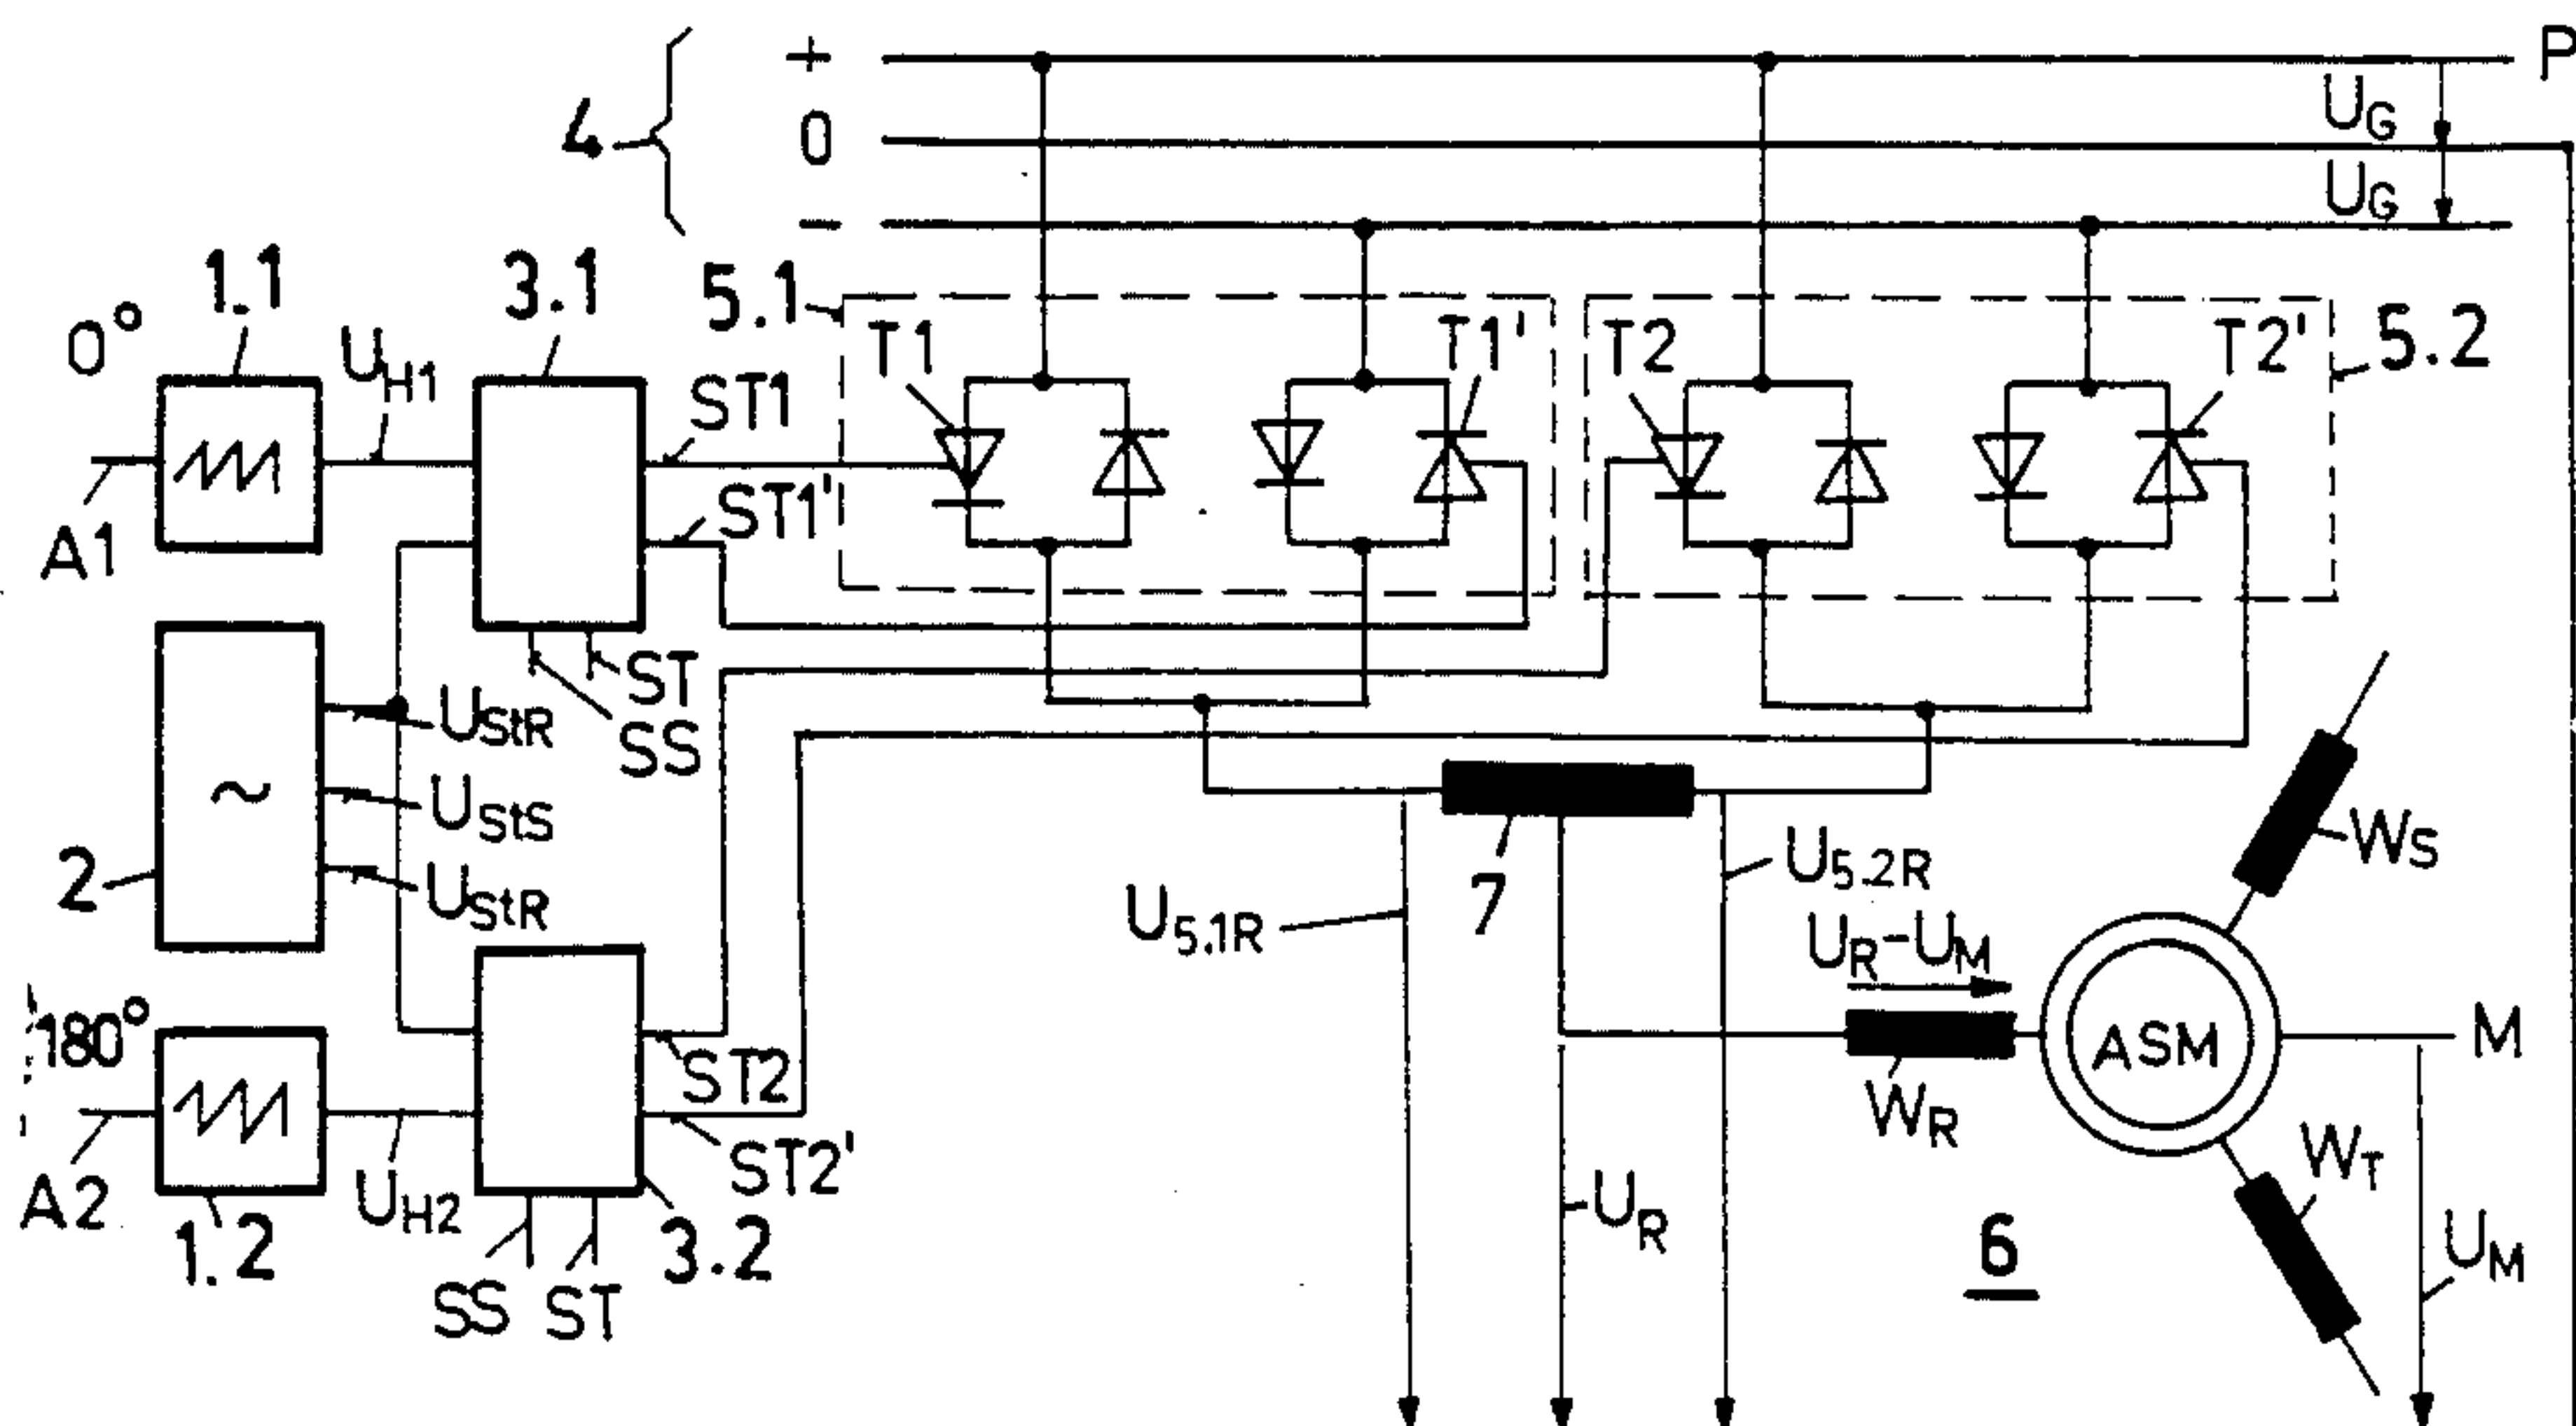 + P
4 0 U_G
− U_G
1.1 3.1 5.1 T1 T1' T2 T2' 5.2
0° U_H1 ST1
A1 ST1'
ST
SS
U_StR
~ U_StS
2 U_StR
7 U_5.1R U_5.2R W_S
U_R-U_M
180° ST2 W_R ASM M
A2 U_H2 ST2' W_T
1.2 3.2 U_R 6 U_M
SS ST